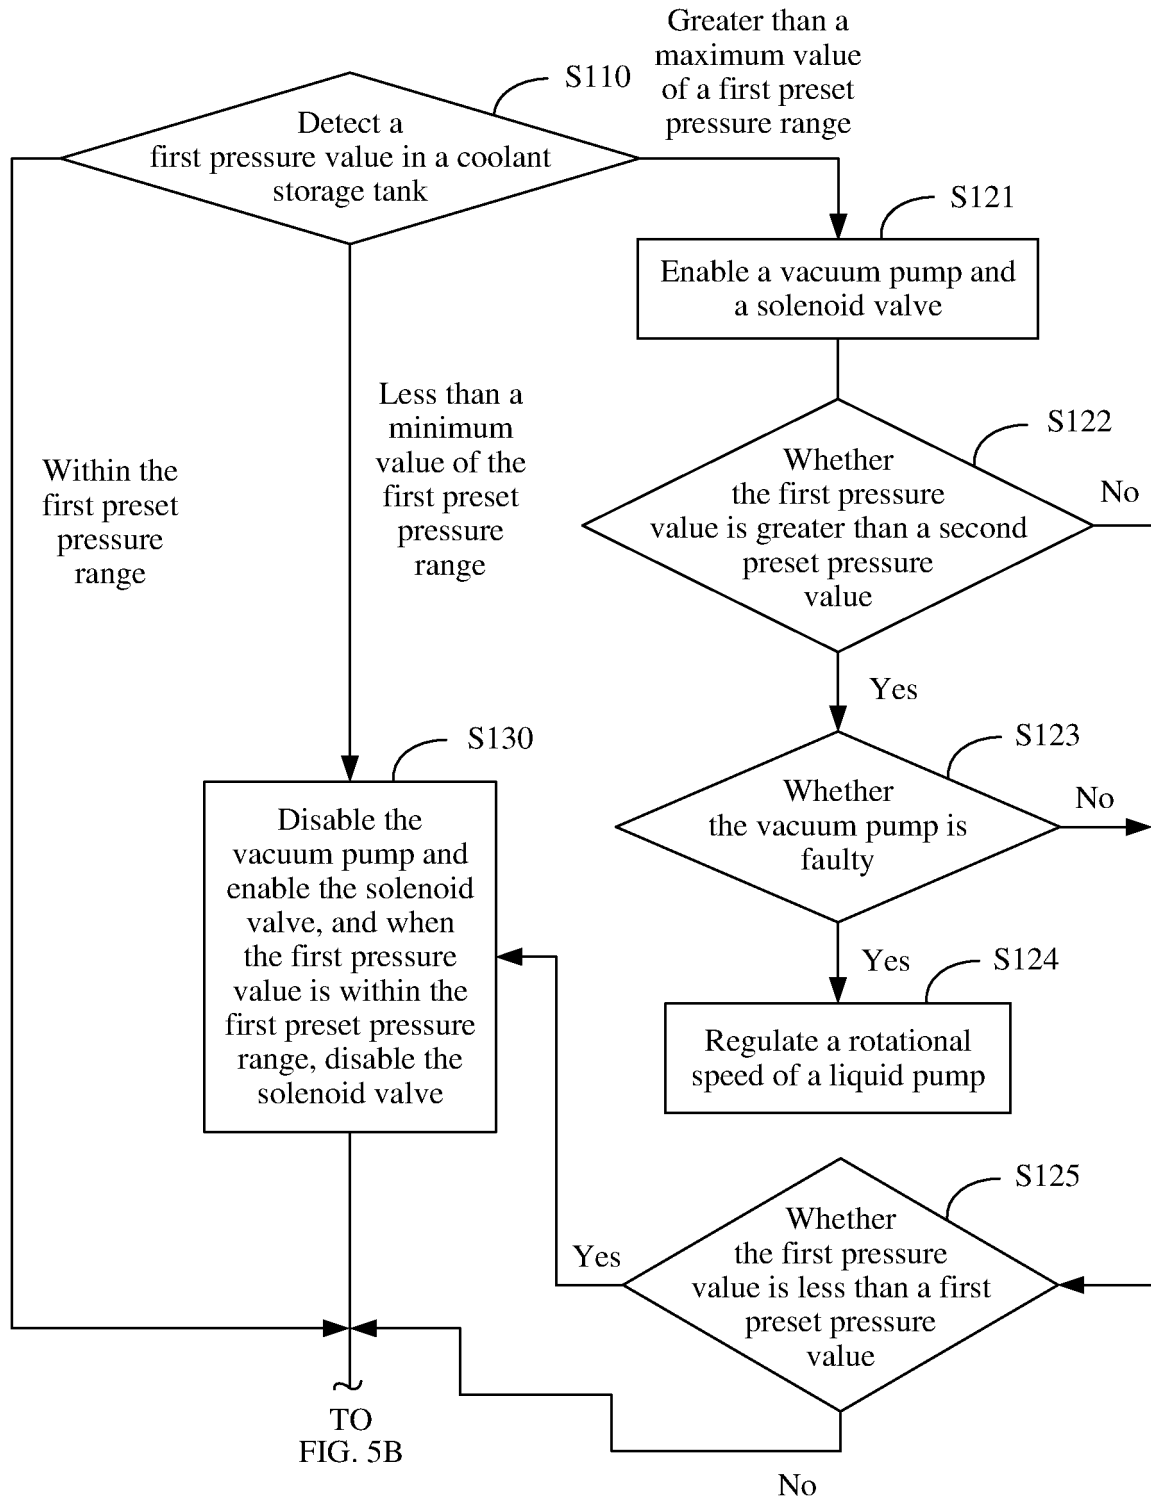 Greater than a
maximum value
of a first preset
pressure range
S110
Detect a
first pressure value in a coolant
storage tank
S121
Enable a vacuum pump and
a solenoid valve
Less than a
minimum
value of the
first preset
pressure
range
Within the
first preset
pressure
range
S122
Whether
the first pressure
value is greater than a second
preset pressure
value
No
Yes
S130
S123
Whether
the vacuum pump is
faulty
No
Disable the
vacuum pump and
enable the solenoid
valve, and when
the first pressure
value is within the
first preset pressure
range, disable the
solenoid valve
Yes
S124
Regulate a rotational
speed of a liquid pump
S125
Whether
the first pressure
value is less than a first
preset pressure
value
Yes
No
TO
FIG. 5B